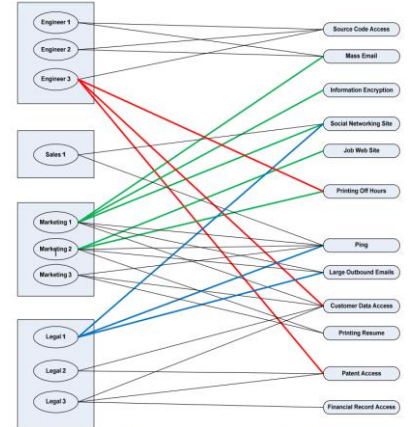 Engineer 1
Engineer 2
Engineer 3
Sales 1
Marketing 1
Marketing 2
Marketing 3
Legal 1
Legal 2
Legal 3
Source Code Access
Mass Email
Information Encryption
Social Networking Site
Job Web Site
Printing Off Hours
Ping
Large Outbound Emails
Customer Data Access
Printing Resume
Patent Access
Financial Record Access